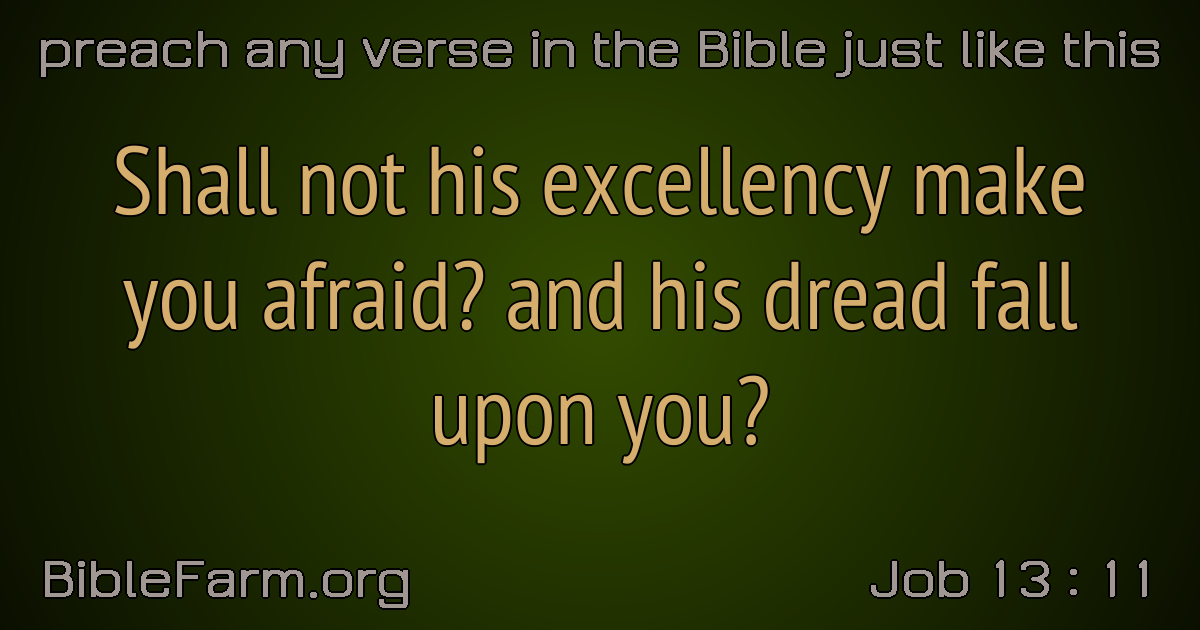 preach any verse in the Bible just like this
Shall not his excellency make
you afraid? and his dread fall
upon you?
BibleFarm.org
Job 13 : 11